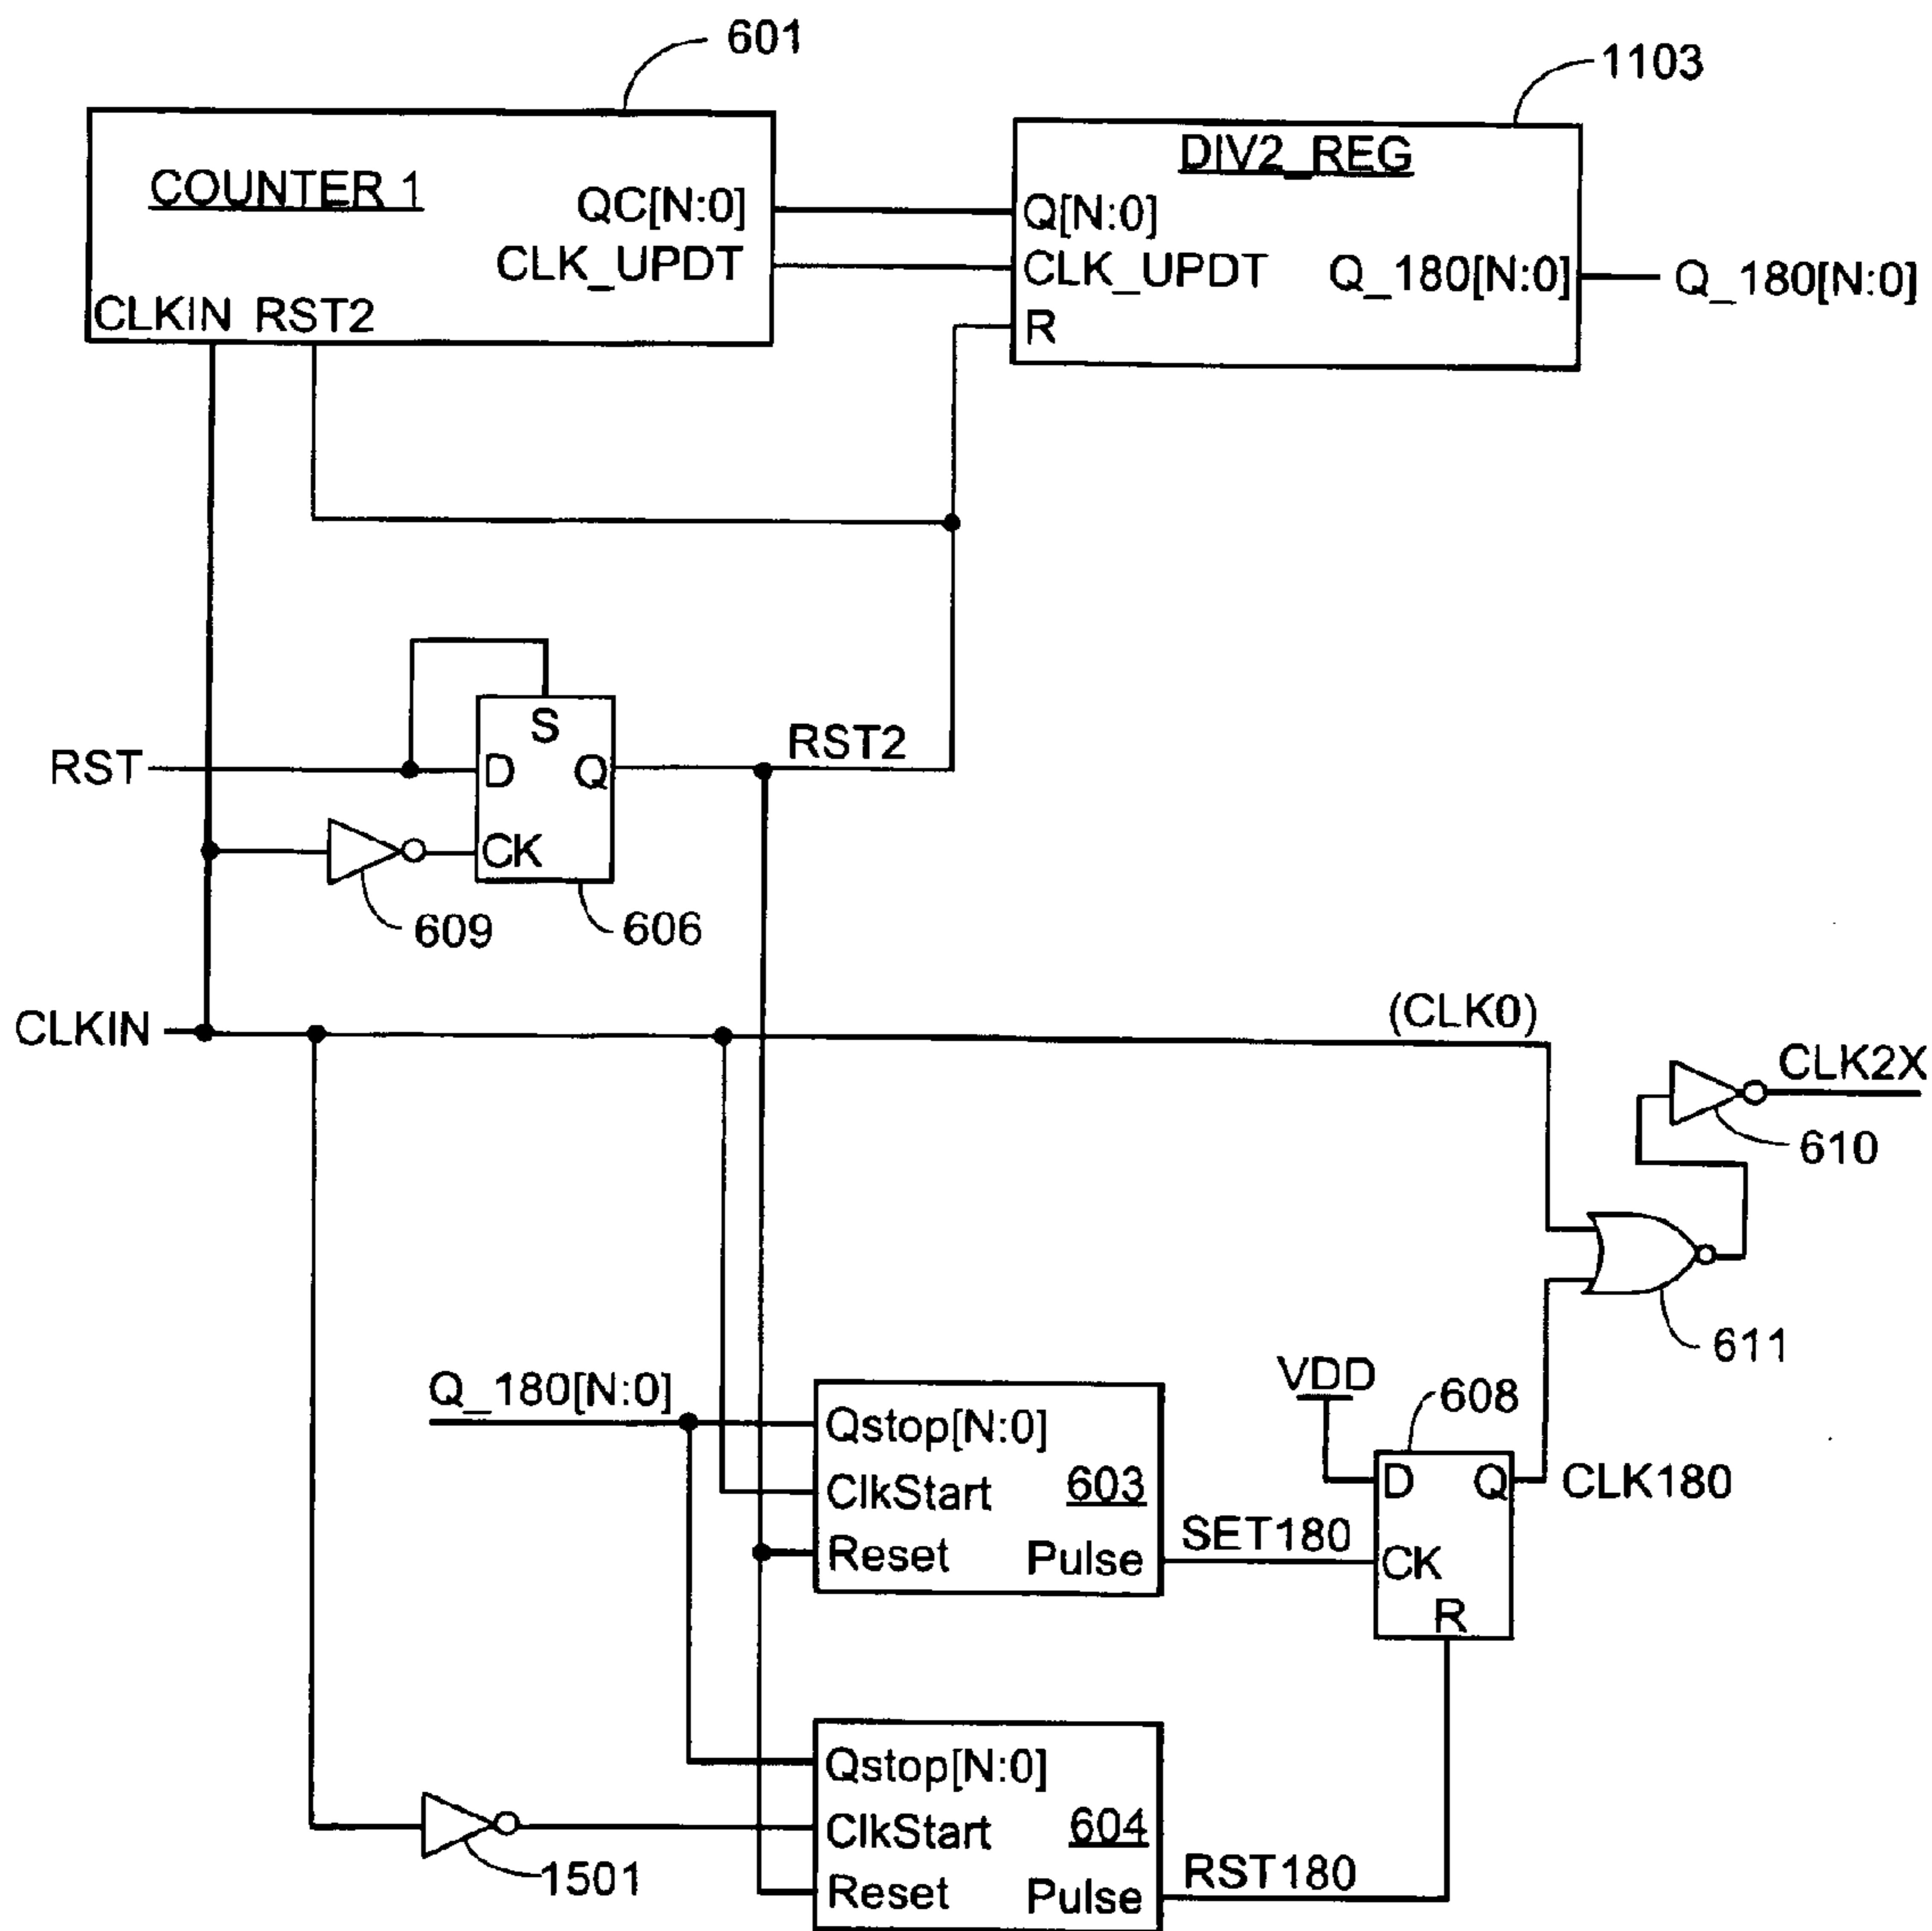 601
1103
COUNTER 1
QC[N:0]
CLK_UPDT
CLKIN RST2
DIV2_REG
Q[N:0]
CLK_UPDT
R
Q_180[N:0]
Q_180[N:0]
RST
S
D
Q
CK
RST2
609
606
CLKIN
(CLK0)
CLK2X
610
611
Q_180[N:0]
Qstop[N:0]
ClkStart
603
Reset
Pulse
SET180
VDD
608
D
Q
CK
R
CLK180
Qstop[N:0]
ClkStart
604
Reset
Pulse
RST180
1501